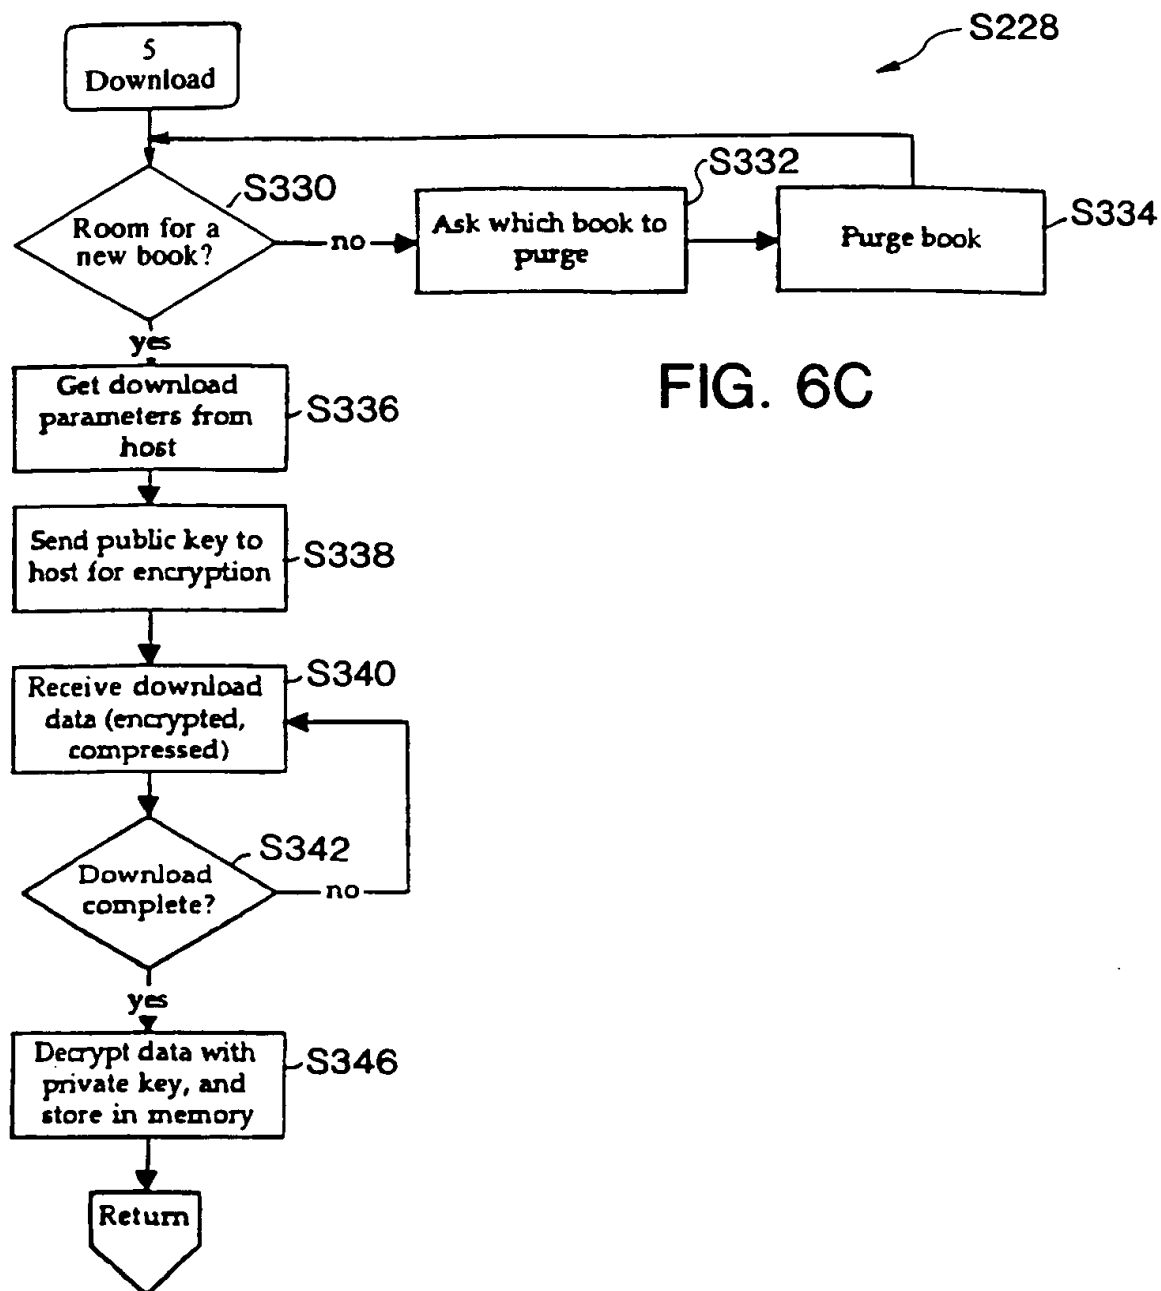 S228
5
Download
S330
Room for a
new book?
no
S332
Ask which book to
purge
S334
Purge book
yes
FIG. 6C
Get download
parameters from
host
S336
Send public key to
host for encryption
S338
S340
Receive download
data (encrypted,
compressed)
S342
Download
complete?
no
yes
Decrypt data with
private key, and
store in memory
S346
Return